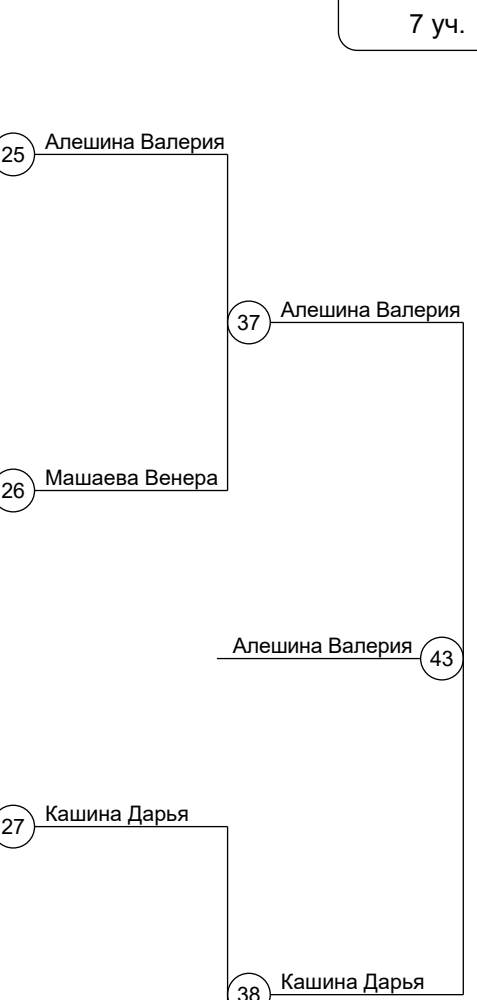 7 уч.
25 Алешина Валерия
37 Алешина Валерия
26 Машаева Венера
Алешина Валерия 43
27 Кашина Дарья
38 Кашина Дарья